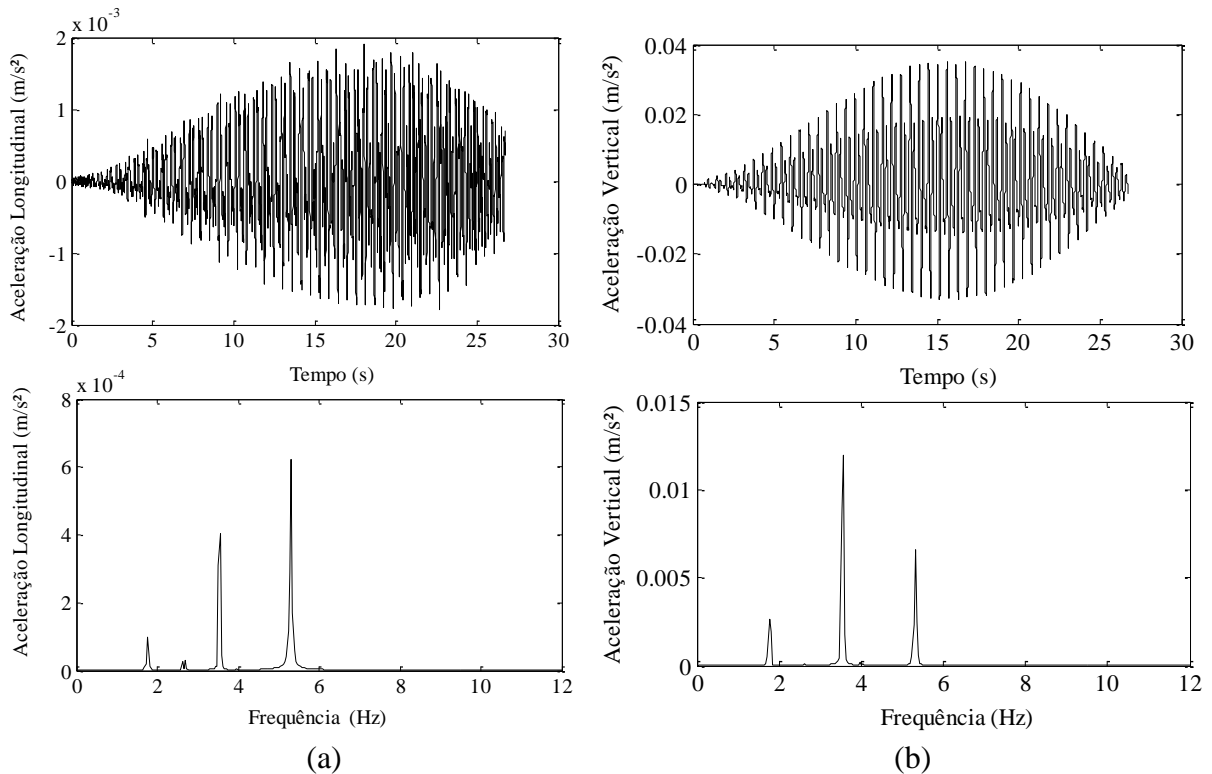 x 10-3
Aceleração Longitudinal (m/s²)
2
1
0
-1
-2
0 5 10 15 20 25 30
Tempo (s)
Aceleração Vertical (m/s²)
0.04
0.02
0
-0.02
-0.04
0 5 10 15 20 25 30
Tempo (s)
x 10-4
Aceleração Longitudinal (m/s²)
8
6
4
2
0
0 2 4 6 8 10 12
Frequência (Hz)
(a)
Aceleração Vertical (m/s²)
0.015
0.01
0.005
0
0 2 4 6 8 10 12
Frequência (Hz)
(b)